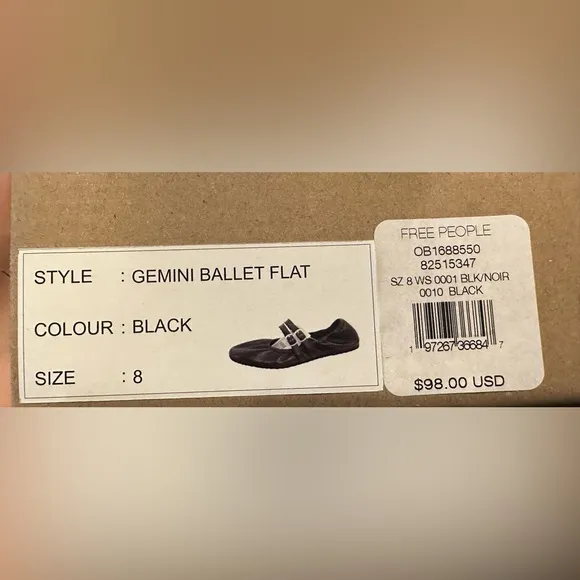 STYLE : GEMINI BALLET FLAT
COLOUR : BLACK
SIZE : 8
FREE PEOPLE
OB1688550
82515347
SZ 8 WS 0001 BLK/NOIR
0010 BLACK
1 97267 36684 7
$98.00 USD